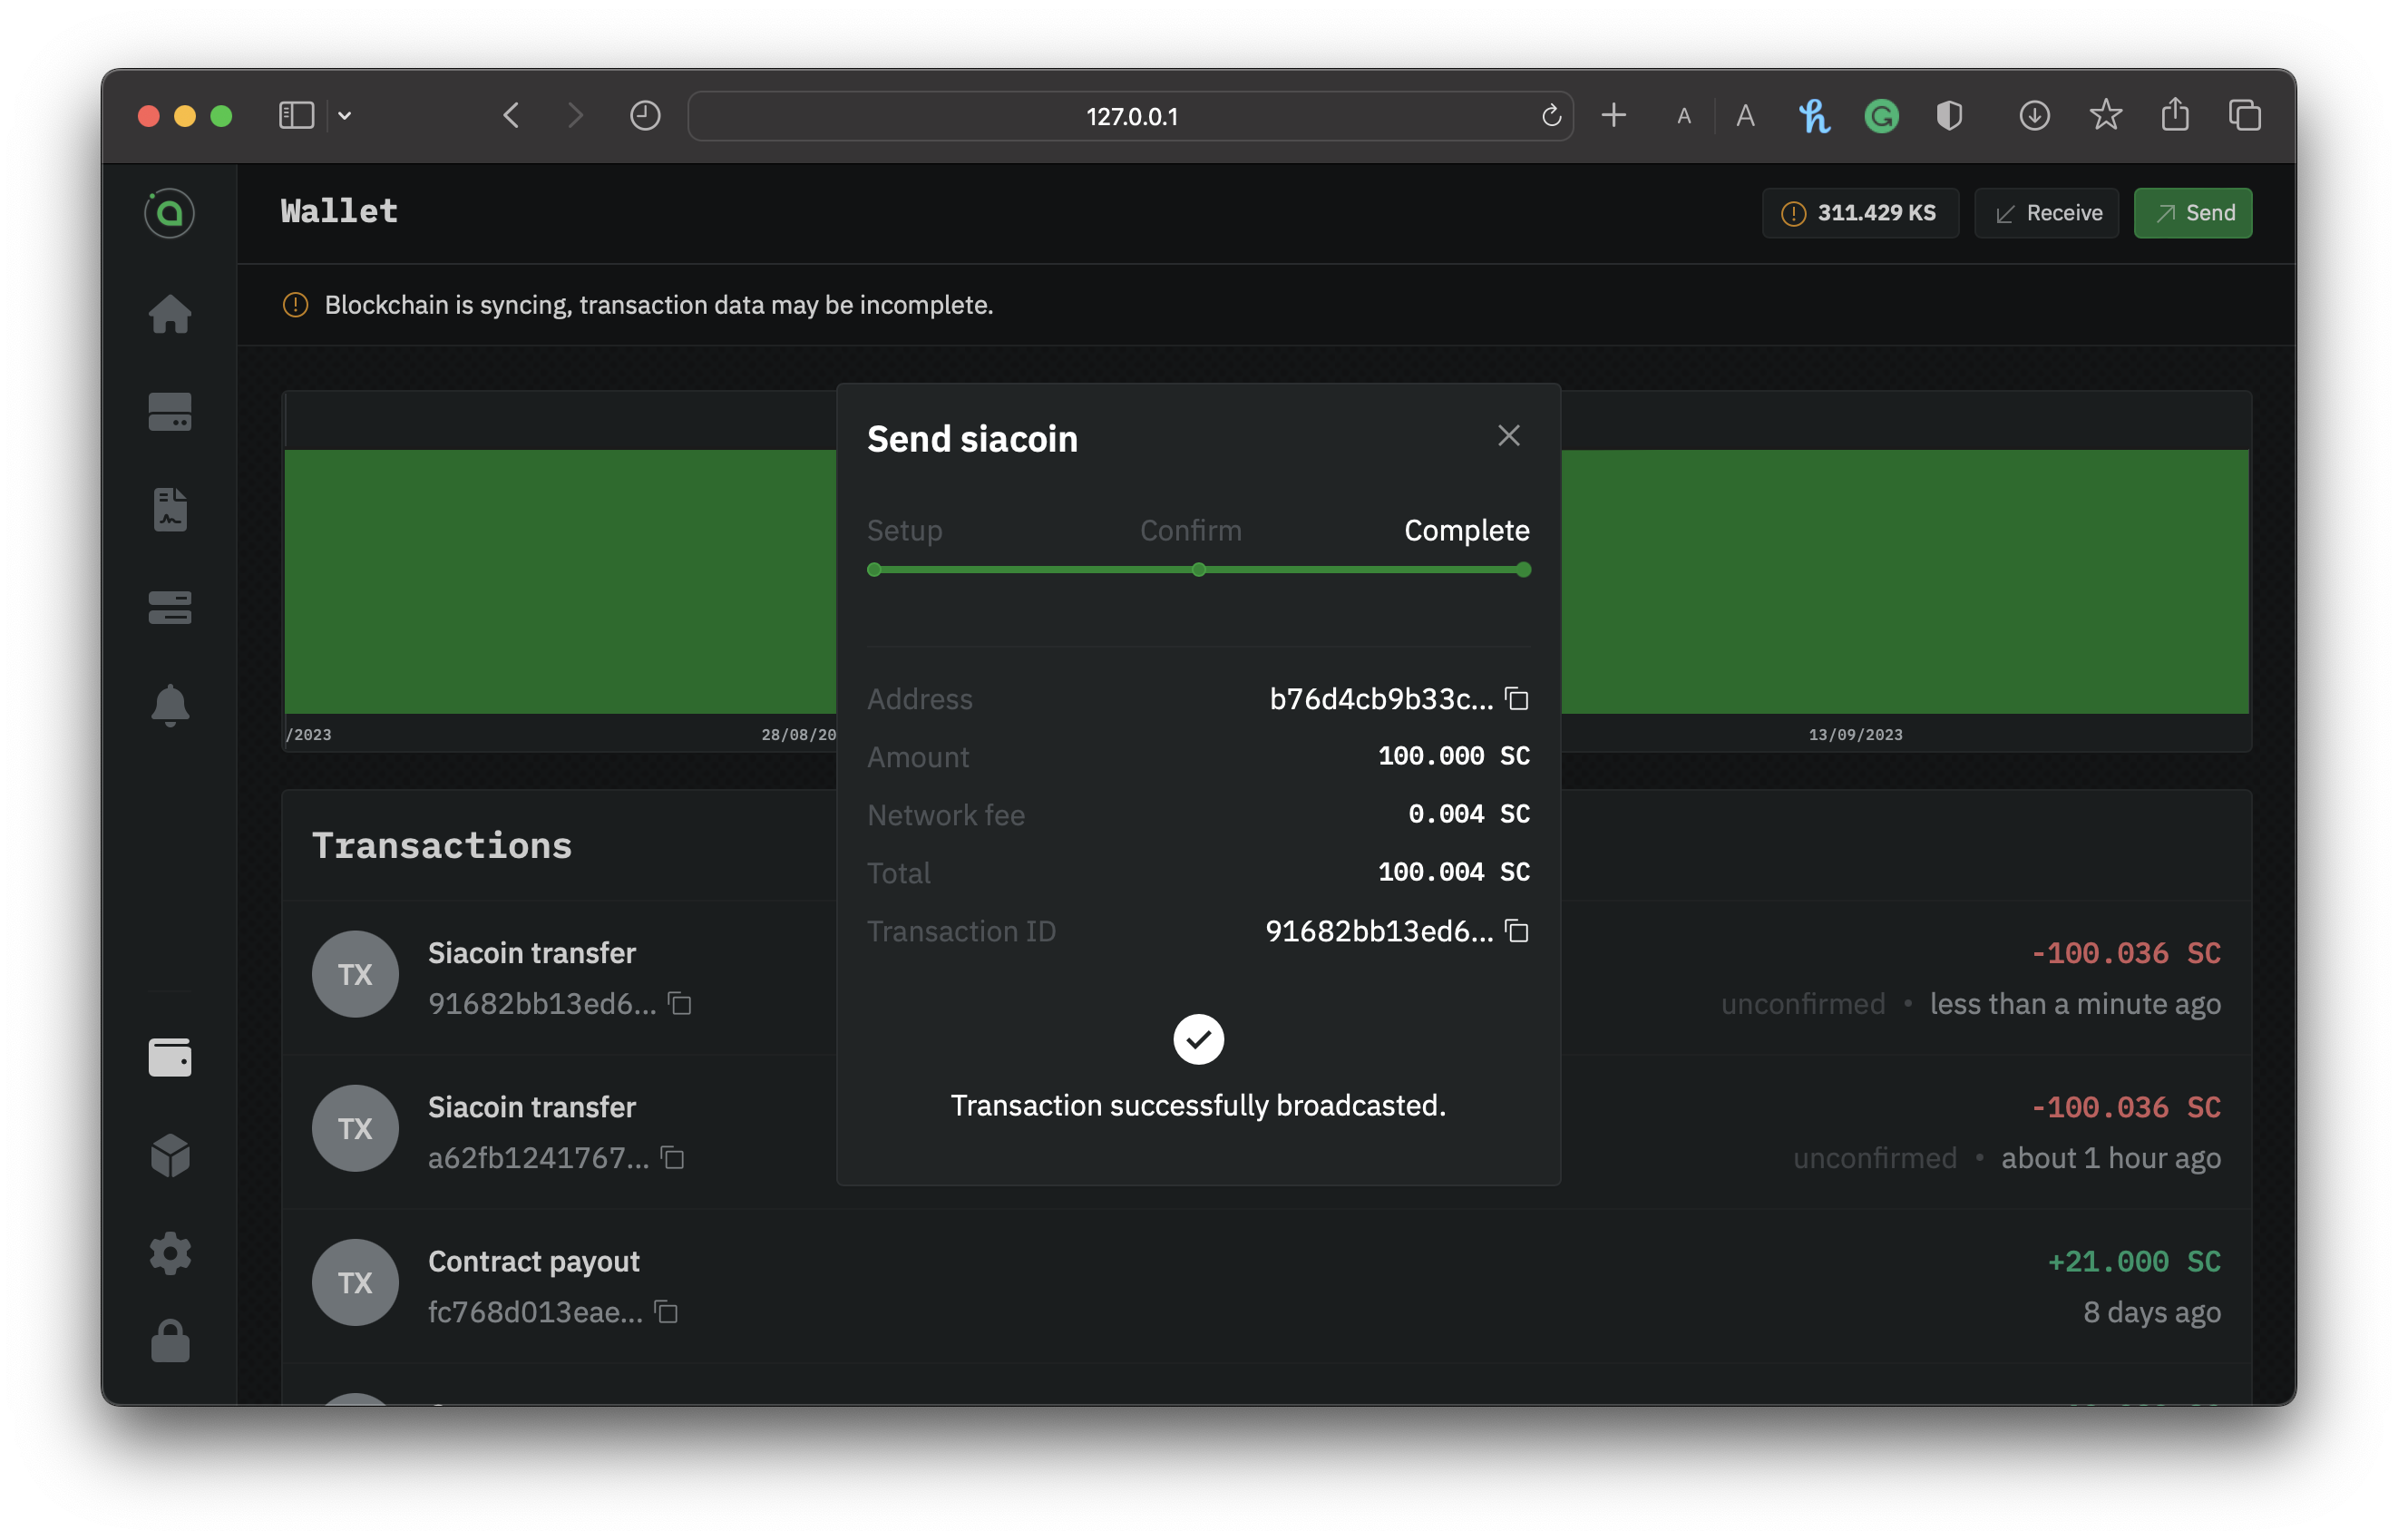 127.0.0.1
A A
Wallet
311.429 KS
Receive
Send
Blockchain is syncing, transaction data may be incomplete.
/2023
28/08/20
13/09/2023
Send siacoin
Setup Confirm Complete
Address b76d4cb9b33c...
Amount 100.000 SC
Network fee 0.004 SC
Total 100.004 SC
Transaction ID 91682bb13ed6...
Transaction successfully broadcasted.
Transactions
TX
Siacoin transfer -100.036 SC
91682bb13ed6... unconfirmed • less than a minute ago
TX
Siacoin transfer -100.036 SC
a62fb1241767... unconfirmed • about 1 hour ago
TX
Contract payout +21.000 SC
fc768d013eae... 8 days ago